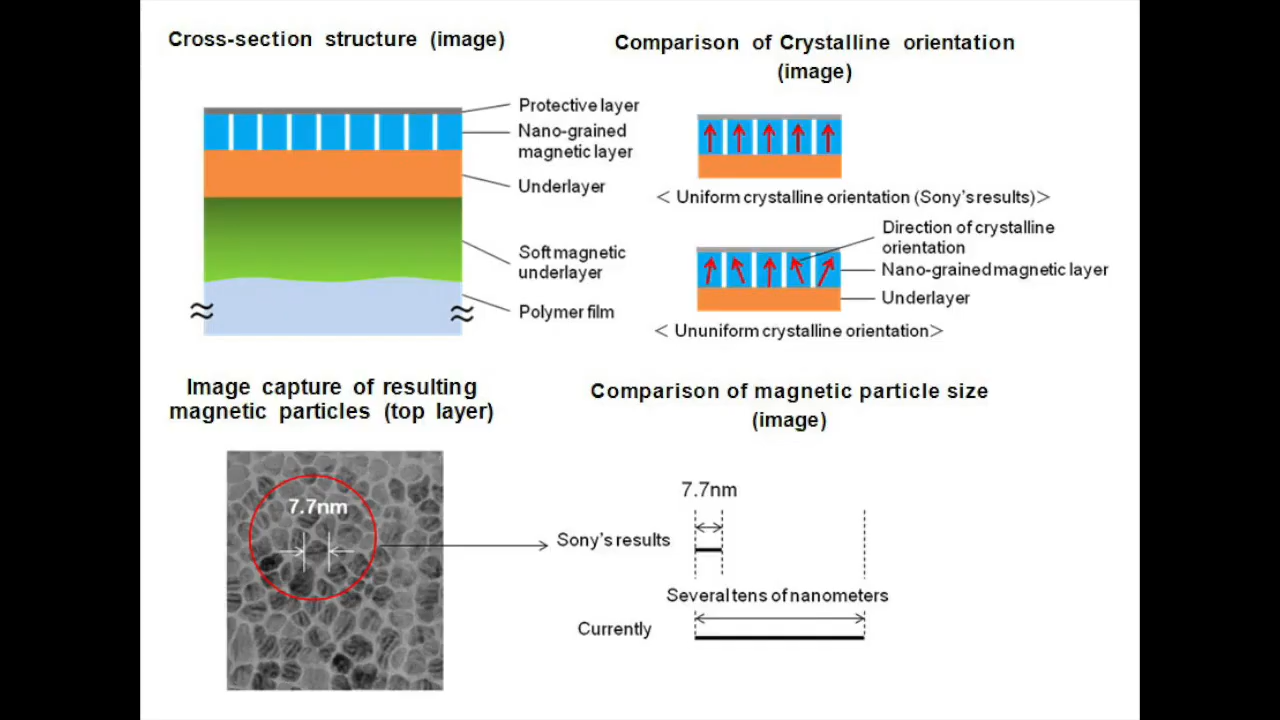 Cross-section structure (image)
Protective layer
Nano-grained
magnetic layer
Underlayer
Soft magnetic
underlayer
Polymer film
≈
≈
Comparison of Crystalline orientation
(image)
< Uniform crystalline orientation (Sony's results) >
Direction of crystalline
orientation
Nano-grained magnetic layer
Underlayer
< Ununiform crystalline orientation >
Image capture of resulting
magnetic particles (top layer)
7.7nm
Comparison of magnetic particle size
(image)
7.7nm
Sony's results
Several tens of nanometers
Currently